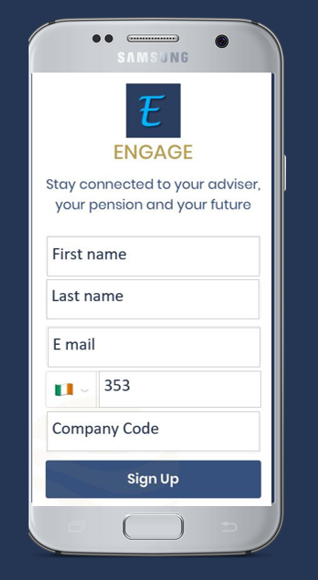 SAMSUNG
E
ENGAGE
Stay connected to your adviser,
your pension and your future
First name
Last name
E mail
353
Company Code
Sign Up